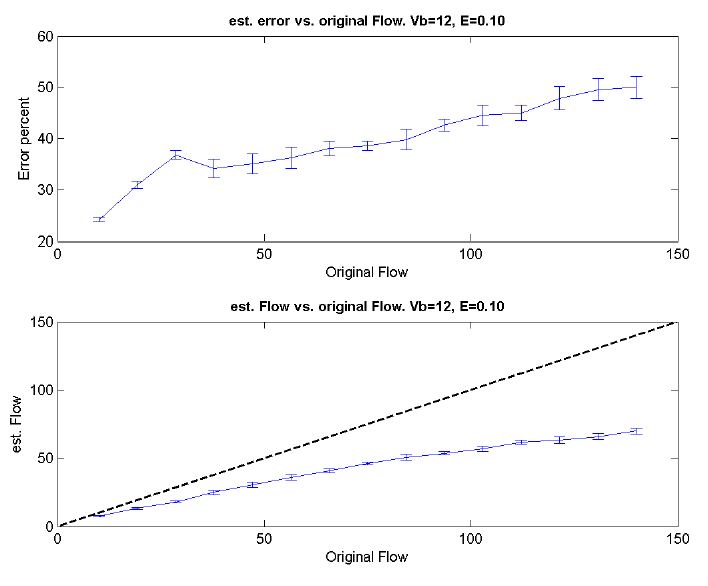 est. error vs. original Flow. Vb=12, E=0.10
60
50
40
30
20
Error percent
0
50
100
150
Original Flow
est. Flow vs. original Flow. Vb=12, E=0.10
150
100
50
0
est. Flow
0
50
100
150
Original Flow